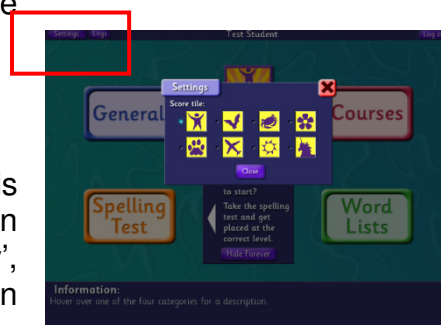 e
Settings Logs Test Student Log
Settings
Score tile:
General
Courses
Close
to start?
Take the spelling
test and get
placed at the
correct level.
Hide Forever
Spelling
Test
Word
Lists
is
n
',
n
Information:
Hover over one of the four categories for a description.